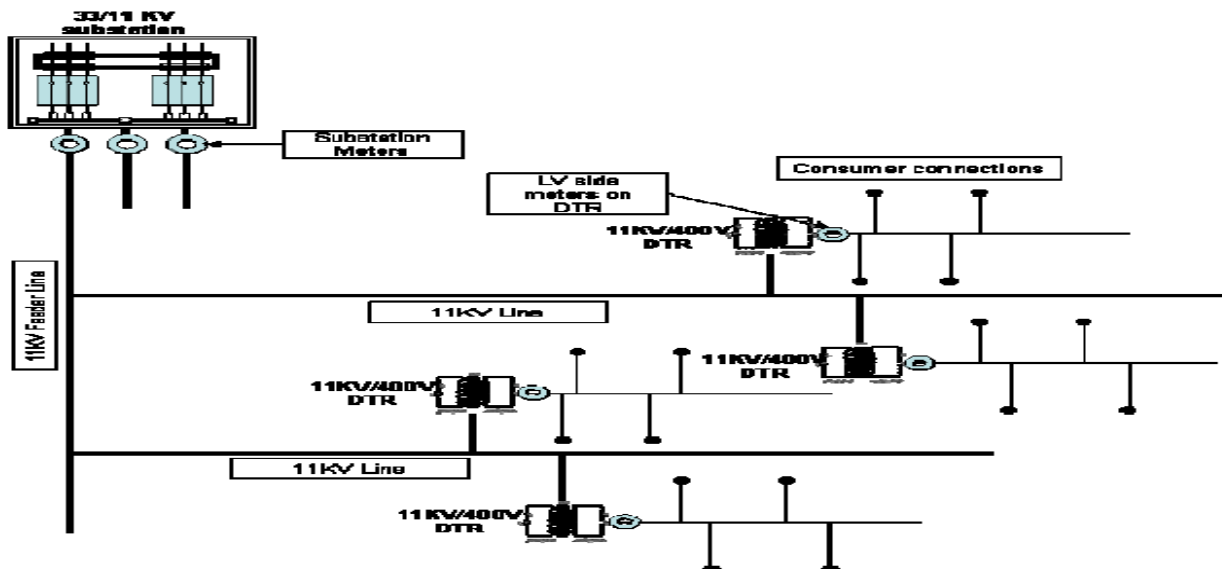 33/11 KV
substation
Substation
Meters
LV side
meters on
DTR
Consumer connections
11KV/400V
DTR
11KV Feeder Line
11KV Line
11KV/400V
DTR
11KV/400V
DTR
11KV Line
11KV/400V
DTR